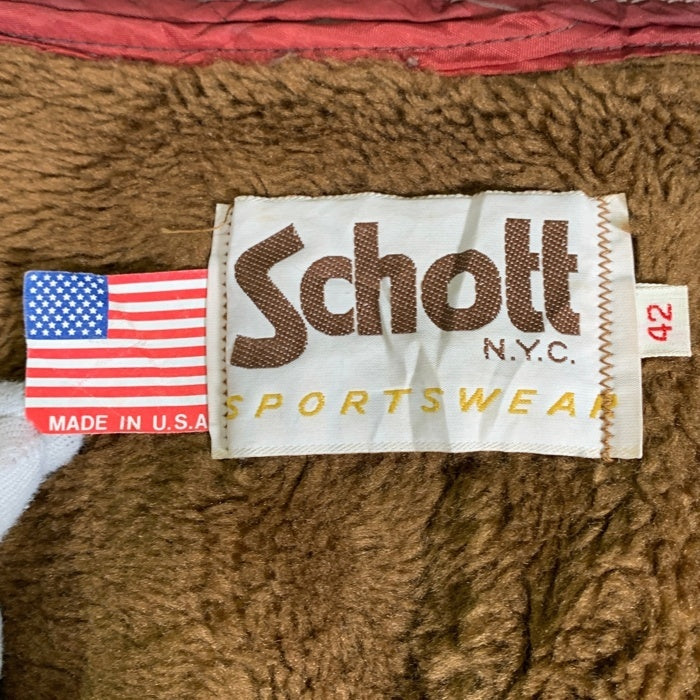 Schott
N.Y.C.
SPORTSWEAR
MADE IN U.S.A
42